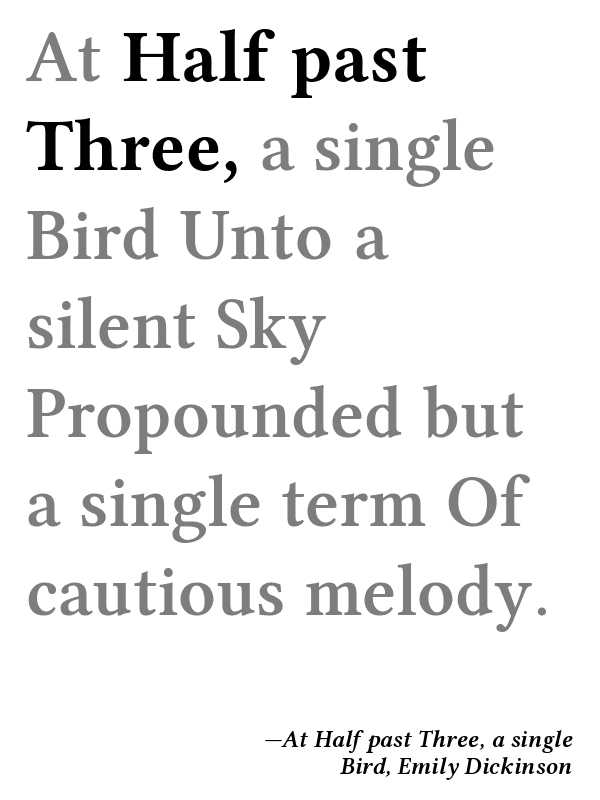 At Half past
Three, a single
Bird Unto a
silent Sky
Propounded but
a single term Of
cautious melody.
—At Half past Three, a single
Bird, Emily Dickinson